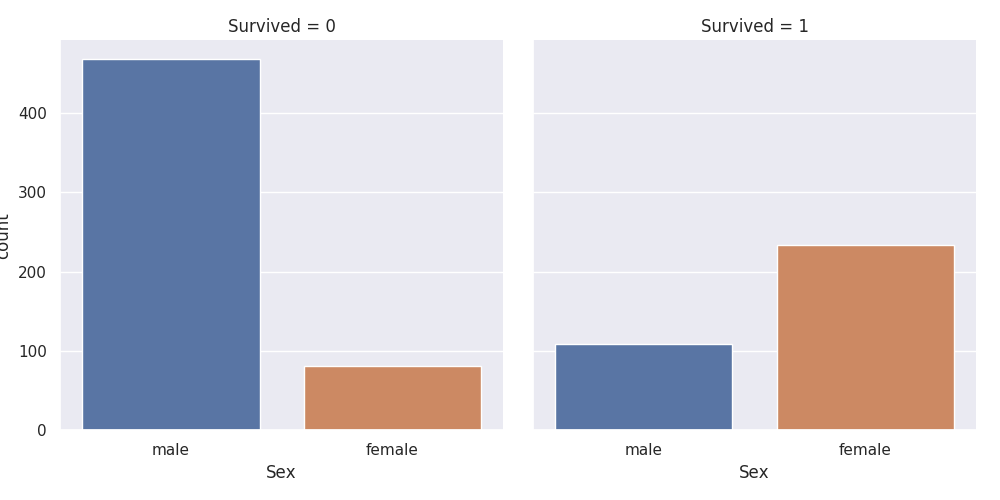 Survived = 0
Survived = 1
count
400
300
200
100
0
male
female
male
female
Sex
Sex